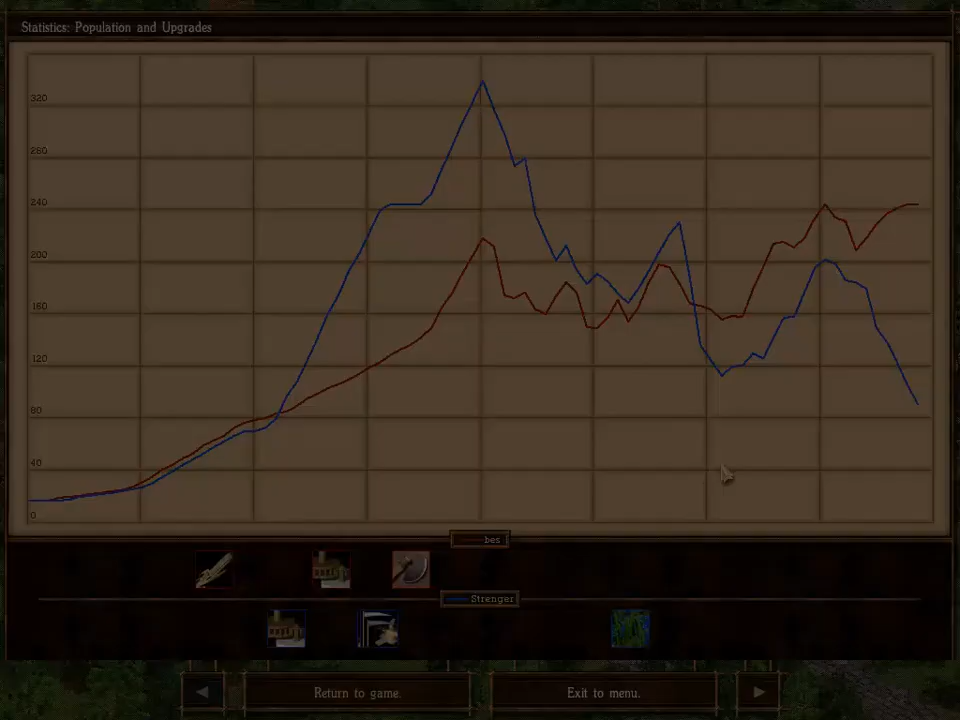 Statistics: Population and Upgrades
320
280
240
200
160
120
80
40
0
bes
Strenger
Return to game.
Exit to menu.